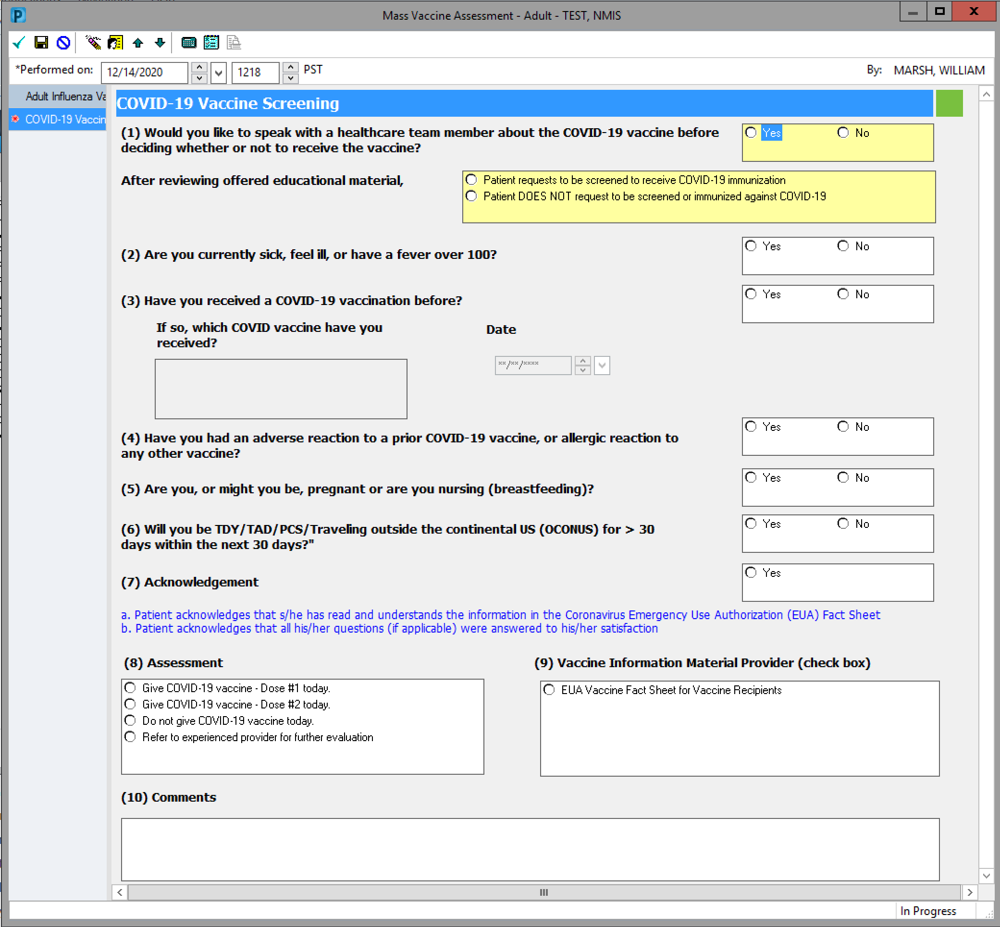 Mass Vaccine Assessment - Adult - TEST, NMIS
*Performed on: 12/14/2020 1218 PST By: MARSH, WILLIAM
Adult Influenza Va
COVID-19 Vaccin
COVID-19 Vaccine Screening
(1) Would you like to speak with a healthcare team member about the COVID-19 vaccine before
deciding whether or not to receive the vaccine?
Yes No
After reviewing offered educational material,
Patient requests to be screened to receive COVID-19 immunization
Patient DOES NOT request to be screened or immunized against COVID-19
(2) Are you currently sick, feel ill, or have a fever over 100?
Yes No
(3) Have you received a COVID-19 vaccination before?
Yes No
If so, which COVID vaccine have you
received?
Date
**/**/****
(4) Have you had an adverse reaction to a prior COVID-19 vaccine, or allergic reaction to
any other vaccine?
Yes No
(5) Are you, or might you be, pregnant or are you nursing (breastfeeding)?
Yes No
(6) Will you be TDY/TAD/PCS/Traveling outside the continental US (OCONUS) for > 30
days within the next 30 days?"
Yes No
(7) Acknowledgement
Yes
a. Patient acknowledges that s/he has read and understands the information in the Coronavirus Emergency Use Authorization (EUA) Fact Sheet
b. Patient acknowledges that all his/her questions (if applicable) were answered to his/her satisfaction
(8) Assessment
Give COVID-19 vaccine - Dose #1 today.
Give COVID-19 vaccine - Dose #2 today.
Do not give COVID-19 vaccine today.
Refer to experienced provider for further evaluation
(9) Vaccine Information Material Provider (check box)
EUA Vaccine Fact Sheet for Vaccine Recipients
(10) Comments
In Progress